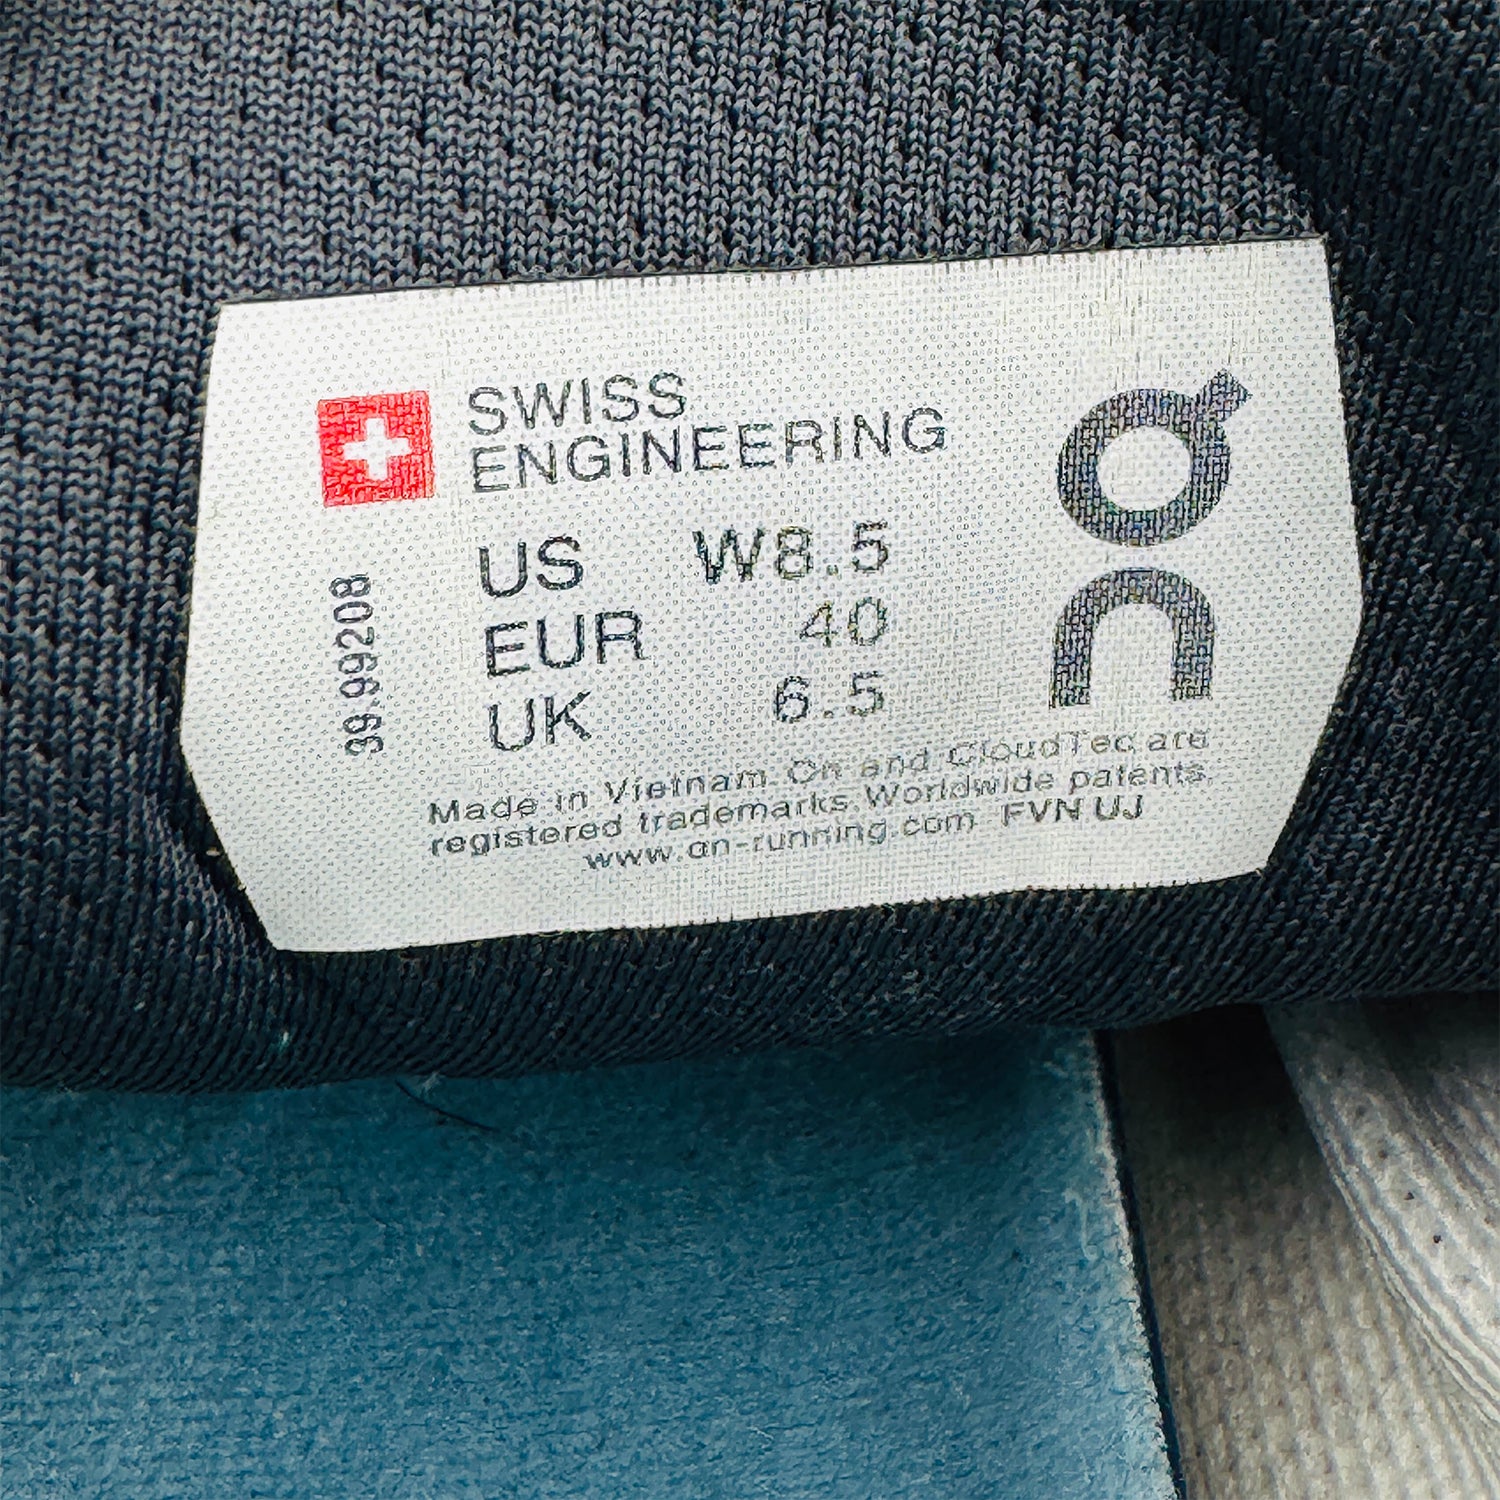 SWISS
ENGINEERING
US W8.5
EUR 40
UK 6.5
39.99208
Made in Vietnam. On and CloudTec are
registered trademarks. Worldwide patents.
www.on-running.com FVN UJ
On